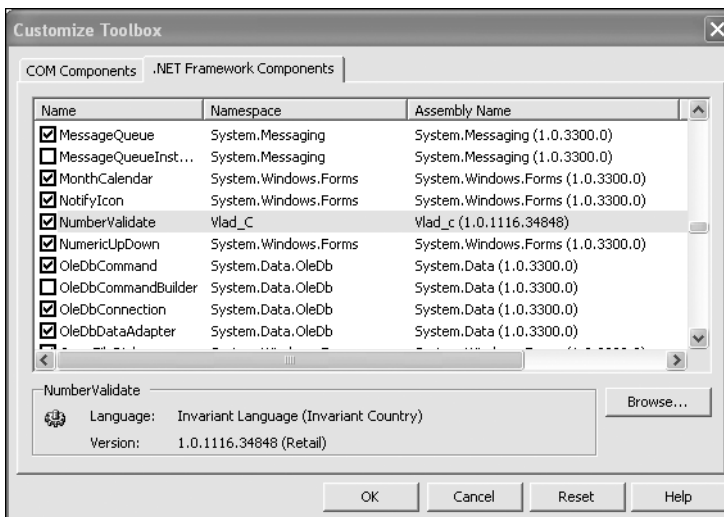 Customize Toolbox
COM Components .NET Framework Components
Name Namespace Assembly Name
MessageQueue System.Messaging System.Messaging (1.0.3300.0)
MessageQueueInst... System.Messaging System.Messaging (1.0.3300.0)
MonthCalendar System.Windows.Forms System.Windows.Forms (1.0.3300.0)
NotifyIcon System.Windows.Forms System.Windows.Forms (1.0.3300.0)
NumberValidate Vlad_C Vlad_c (1.0.1116.34848)
NumericUpDown System.Windows.Forms System.Windows.Forms (1.0.3300.0)
OleDbCommand System.Data.OleDb System.Data (1.0.3300.0)
OleDbCommandBuilder System.Data.OleDb System.Data (1.0.3300.0)
OleDbConnection System.Data.OleDb System.Data (1.0.3300.0)
OleDbDataAdapter System.Data.OleDb System.Data (1.0.3300.0)
NumberValidate
Language: Invariant Language (Invariant Country)
Version: 1.0.1116.34848 (Retail)
Browse...
OK Cancel Reset Help